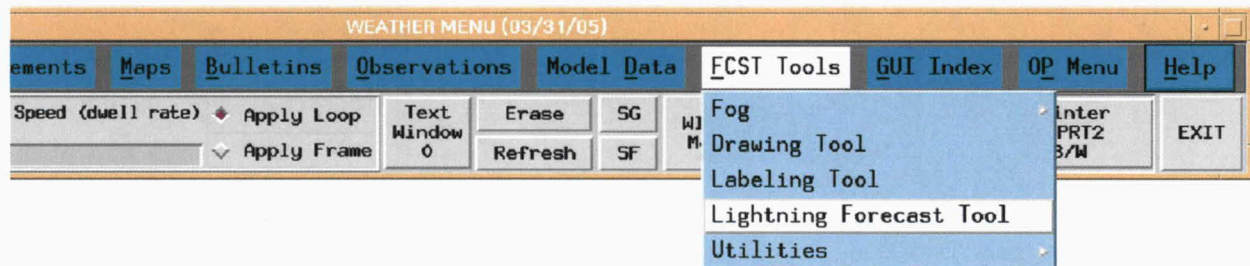 WEATHER MENU (03/31/05)
ements Maps Bulletins Observations Model Data FCST Tools GUI Index OP Menu Help
Speed (dwell rate) Apply Loop Text Window 0 Erase SG inter PRT2 B/W EXIT
Apply Frame Refresh SF
Fog
Drawing Tool
Labeling Tool
Lightning Forecast Tool
Utilities